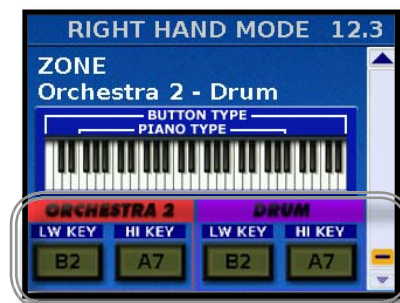 RIGHT HAND MODE 12.3
ZONE
Orchestra 2 - Drum
BUTTON TYPE
PIANO TYPE
ORCHESTRA 2 DRUM
LW KEY HI KEY LW KEY HI KEY
B2 A7 B2 A7